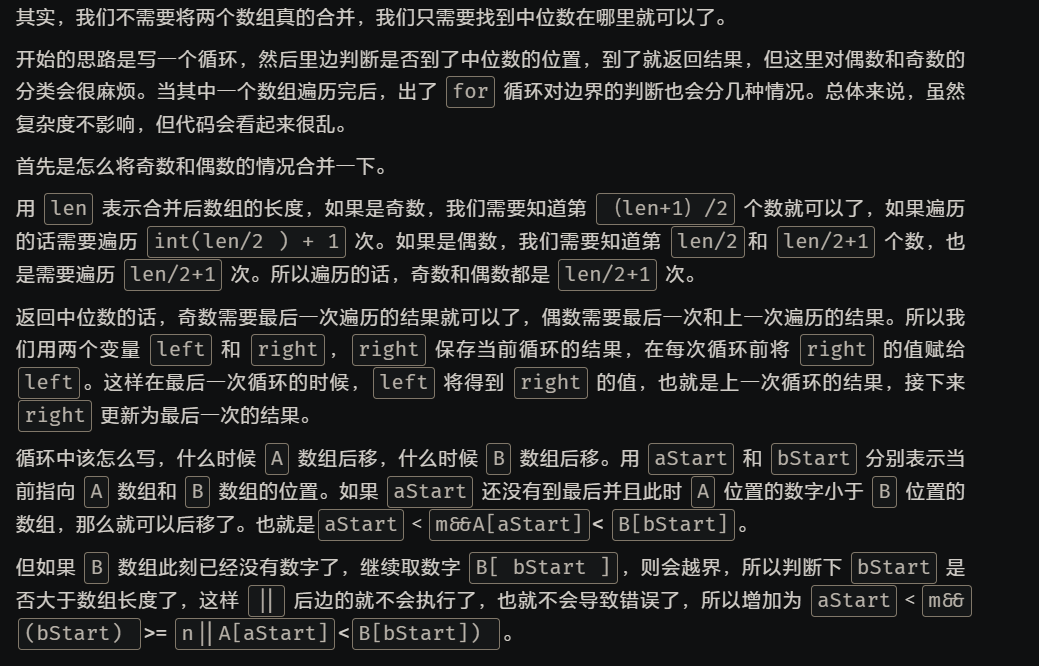 其实，我们不需要将两个数组真的合并，我们只需要找到中位数在哪里就可以了。
开始的思路是写一个循环，然后里边判断是否到了中位数的位置，到了就返回结果，但这里对偶数和奇数的
分类会很麻烦。当其中一个数组遍历完后，出了 for 循环对边界的判断也会分几种情况。总体来说，虽然
复杂度不影响，但代码会看起来很乱。
首先是怎么将奇数和偶数的情况合并一下。
用 len 表示合并后数组的长度，如果是奇数，我们需要知道第 （len+1）/2 个数就可以了，如果遍历
的话需要遍历 int(len/2 ) + 1 次。如果是偶数，我们需要知道第 len/2 和 len/2+1 个数，也
是需要遍历 len/2+1 次。所以遍历的话，奇数和偶数都是 len/2+1 次。
返回中位数的话，奇数需要最后一次遍历的结果就可以了，偶数需要最后一次和上一次遍历的结果。所以我
们用两个变量 left 和 right，right 保存当前循环的结果，在每次循环前将 right 的值赋给
left。这样在最后一次循环的时候，left 将得到 right 的值，也就是上一次循环的结果，接下来
right 更新为最后一次的结果。
循环中该怎么写，什么时候 A 数组后移，什么时候 B 数组后移。用 aStart 和 bStart 分别表示当
前指向 A 数组和 B 数组的位置。如果 aStart 还没有到最后并且此时 A 位置的数字小于 B 位置的
数组，那么就可以后移了。也就是 aStart < m&&A[aStart] < B[bStart]。
但如果 B 数组此刻已经没有数字了，继续取数字 B[ bStart ]，则会越界，所以判断下 bStart 是
否大于数组长度了，这样 || 后边的就不会执行了，也就不会导致错误了，所以增加为 aStart < m&&
(bStart) >= n||A[aStart] < B[bStart]) 。